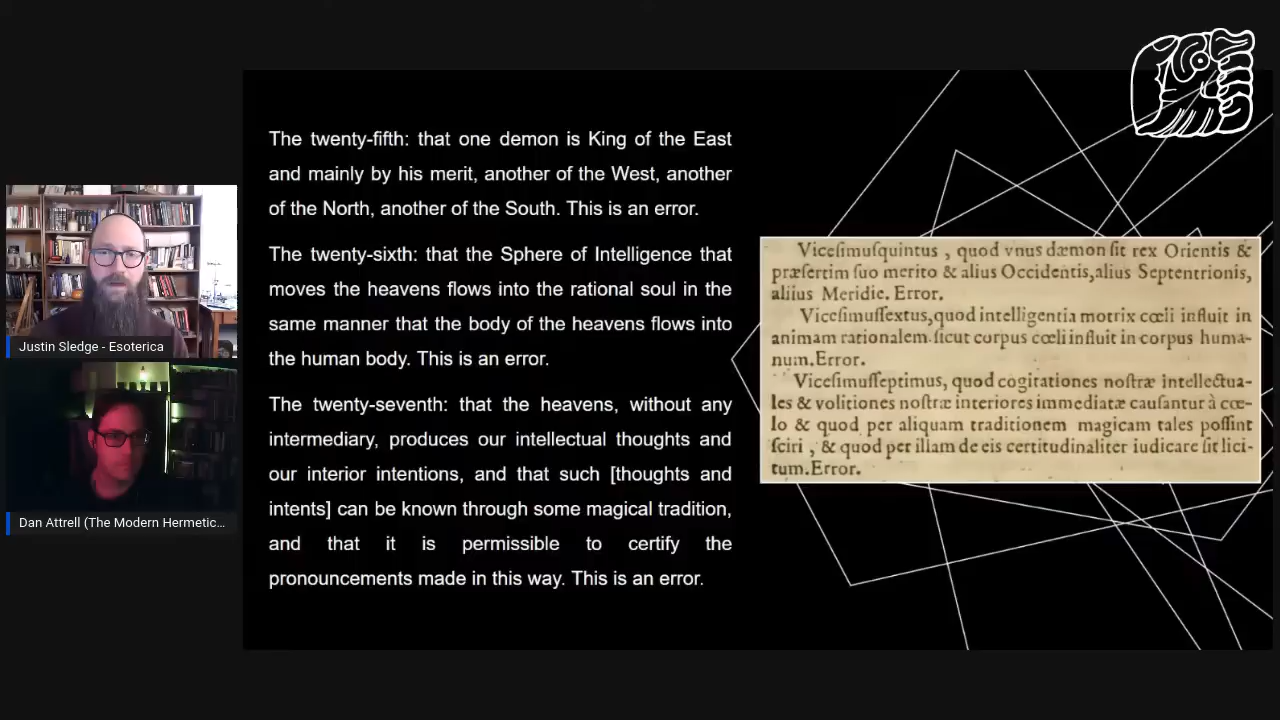 The twenty-fifth: that one demon is King of the East
and mainly by his merit, another of the West, another
of the North, another of the South. This is an error.
The twenty-sixth: that the Sphere of Intelligence that
moves the heavens flows into the rational soul in the
same manner that the body of the heavens flows into
the human body. This is an error.
The twenty-seventh: that the heavens, without any
intermediary, produces our intellectual thoughts and
our interior intentions, and that such [thoughts and
intents] can be known through some magical tradition,
and that it is permissible to certify the
pronouncements made in this way. This is an error.
Viceſimuſquintus , quod vnus dæmon ſit rex Orientis &
præſertim ſuo merito & alius Occidentis,alius Septentrionis,
alius Meridie. Error.
Viceſimuſſextus,quod intelligentia motrix cœli influit in
animam rationalem ſicut corpus cœli influit in corpus huma-
num.Error.
Viceſimuſſeptimus, quod cogitationes noſtræ intellectua-
les & volitiones noſtræ interiores immediatæ cauſantur à cœ-
lo & quod per aliquam traditionem magicam tales poſſint
ſciri , & quod per illam de eis certitudinaliter iudicare ſit lici-
tum.Error.
Justin Sledge - Esoterica
Dan Attrell (The Modern Hermetic...